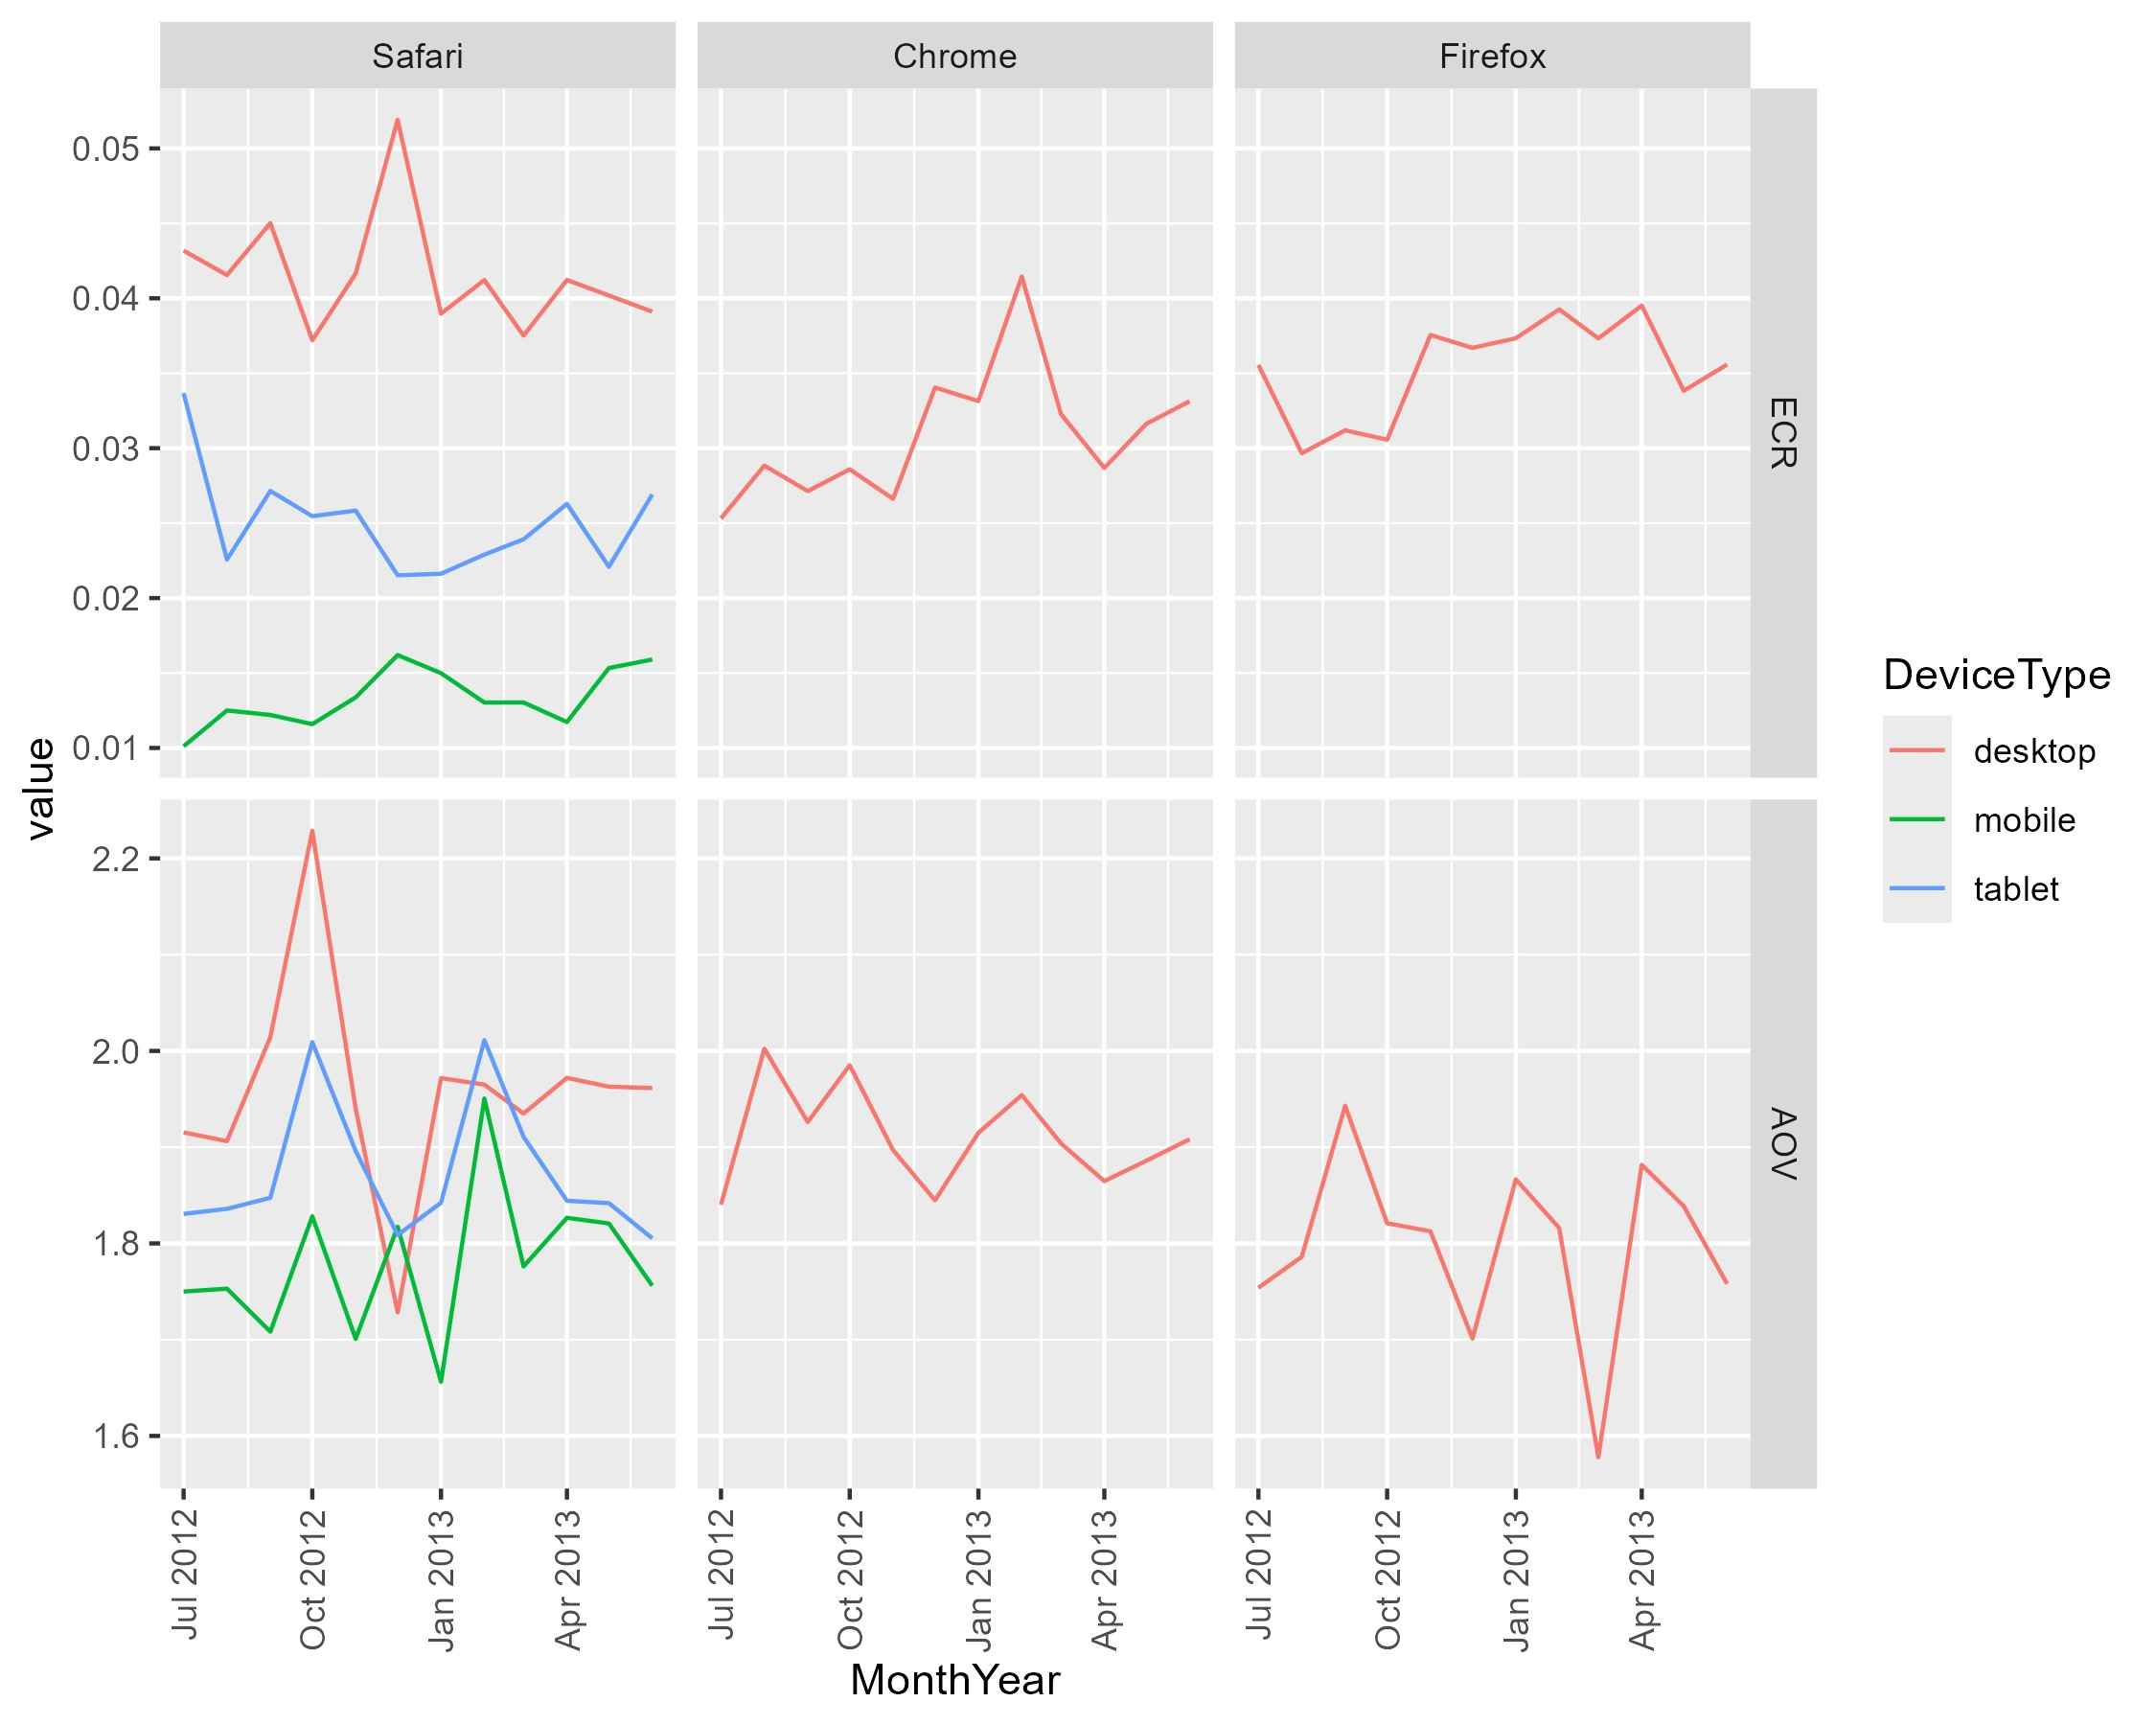 Safari
Chrome
Firefox
0.05
0.04
0.03
0.02
0.01
ECR
2.2
2.0
1.8
1.6
AOV
value
Jul 2012
Oct 2012
Jan 2013
Apr 2013
Jul 2012
Oct 2012
Jan 2013
Apr 2013
Jul 2012
Oct 2012
Jan 2013
Apr 2013
MonthYear
DeviceType
desktop
mobile
tablet